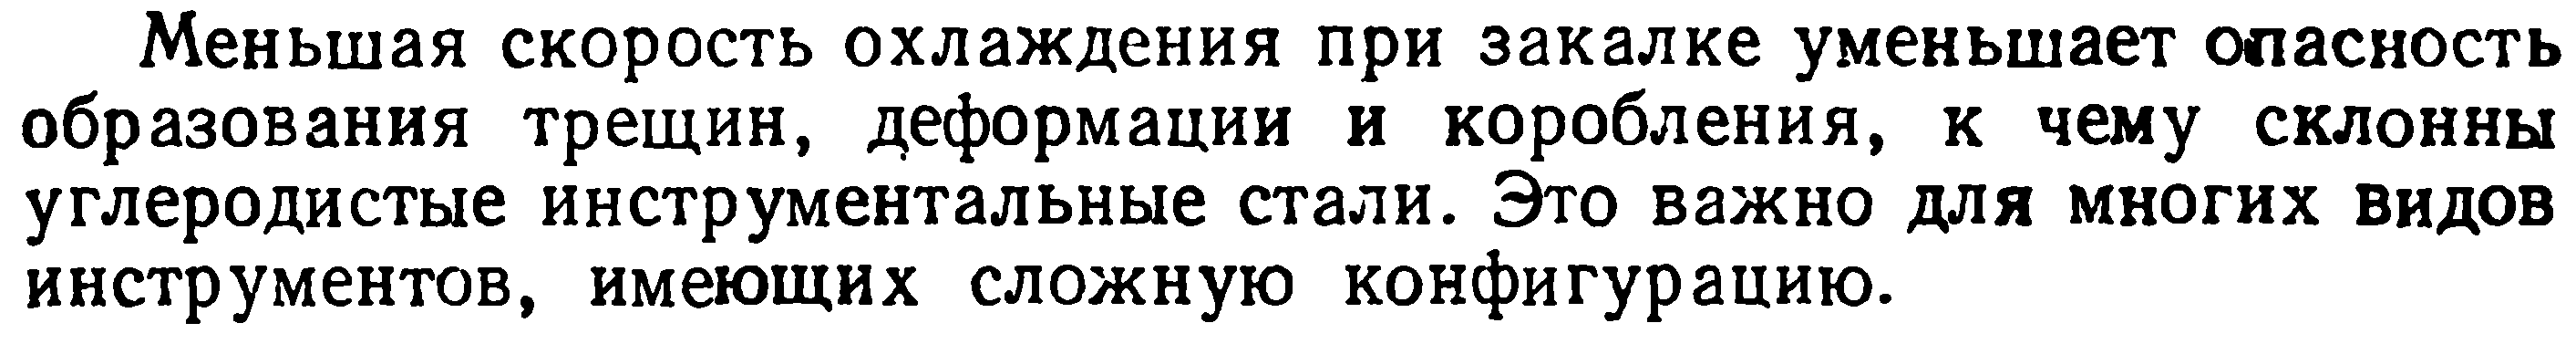 Меньшая скорость охлаждения при закалке уменьшает опасность
образования трещин, деформации и коробления, к чему склонны
углеродистые инструментальные стали. Это важно для многих видов
инструментов, имеющих сложную конфигурацию.